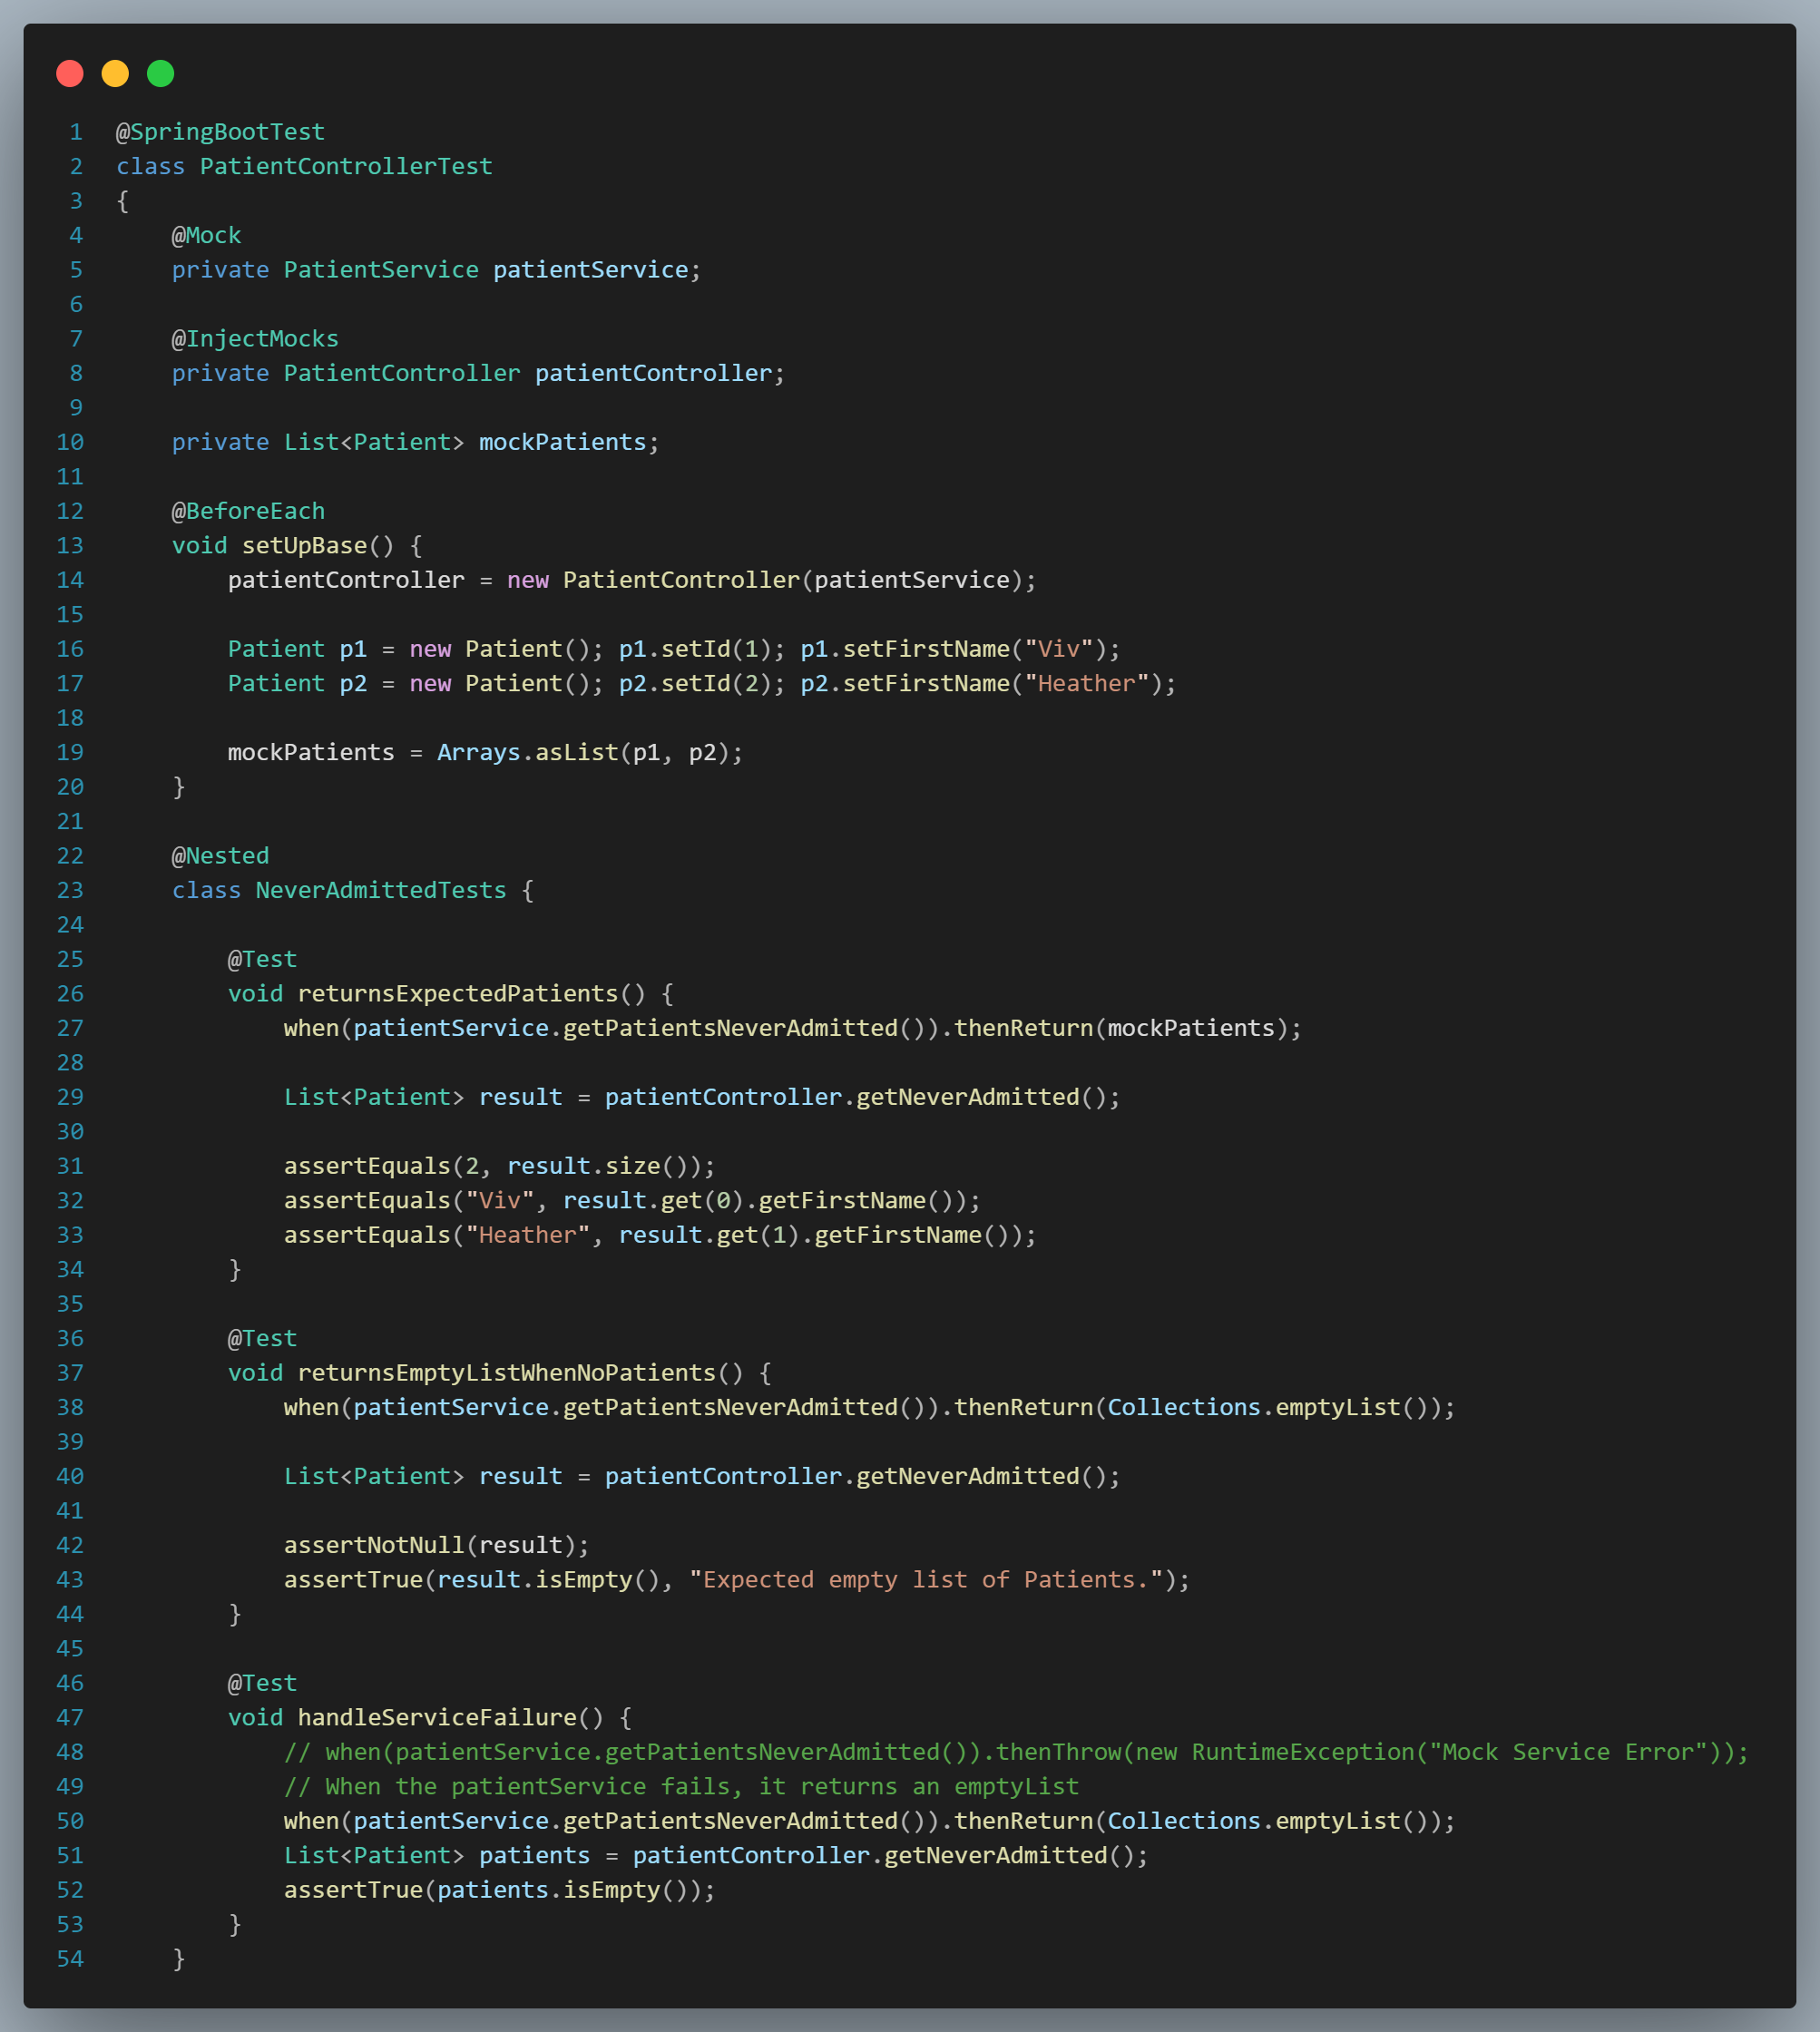 1 @SpringBootTest
2 class PatientControllerTest
3 {
4     @Mock
5     private PatientService patientService;
6
7     @InjectMocks
8     private PatientController patientController;
9
10     private List<Patient> mockPatients;
11
12     @BeforeEach
13     void setUpBase() {
14         patientController = new PatientController(patientService);
15
16         Patient p1 = new Patient(); p1.setId(1); p1.setFirstName("Viv");
17         Patient p2 = new Patient(); p2.setId(2); p2.setFirstName("Heather");
18
19         mockPatients = Arrays.asList(p1, p2);
20     }
21
22     @Nested
23     class NeverAdmittedTests {
24
25         @Test
26         void returnsExpectedPatients() {
27             when(patientService.getPatientsNeverAdmitted()).thenReturn(mockPatients);
28
29             List<Patient> result = patientController.getNeverAdmitted();
30
31             assertEquals(2, result.size());
32             assertEquals("Viv", result.get(0).getFirstName());
33             assertEquals("Heather", result.get(1).getFirstName());
34         }
35
36         @Test
37         void returnsEmptyListWhenNoPatients() {
38             when(patientService.getPatientsNeverAdmitted()).thenReturn(Collections.emptyList());
39
40             List<Patient> result = patientController.getNeverAdmitted();
41
42             assertNotNull(result);
43             assertTrue(result.isEmpty(), "Expected empty list of Patients.");
44         }
45
46         @Test
47         void handleServiceFailure() {
48             // when(patientService.getPatientsNeverAdmitted()).thenThrow(new RuntimeException("Mock Service Error"));
49             // When the patientService fails, it returns an emptyList
50             when(patientService.getPatientsNeverAdmitted()).thenReturn(Collections.emptyList());
51             List<Patient> patients = patientController.getNeverAdmitted();
52             assertTrue(patients.isEmpty());
53         }
54     }